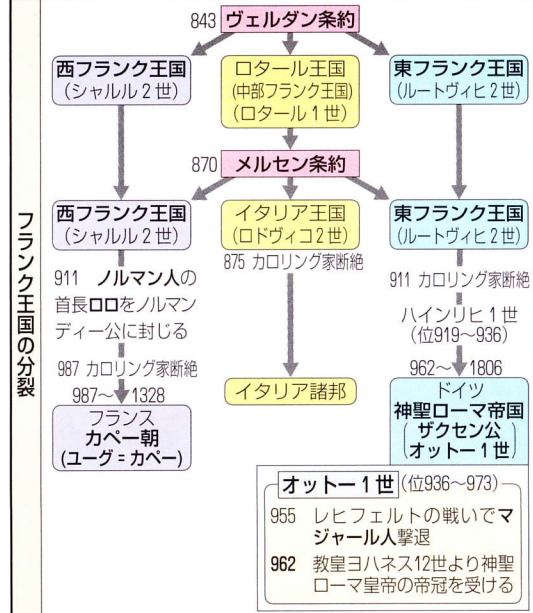 フランク王国の分裂
843 ヴェルダン条約
西フランク王国
(シャルル2世)
ロタール王国
(中部フランク王国)
(ロタール1世)
東フランク王国
(ルートヴィヒ2世)
870 メルセン条約
西フランク王国
(シャルル2世)
イタリア王国
(ロドヴィコ2世)
東フランク王国
(ルートヴィヒ2世)
911 ノルマン人の
首長ロロをノルマン
ディー公に封じる
987 カロリング家断絶
987~ 1328
フランス
カペー朝
(ユーグ=カペー)
875 カロリング家断絶
イタリア諸邦
911 カロリング家断絶
ハインリヒ1世
(位919~936)
962~ 1806
ドイツ
神聖ローマ帝国
(ザクセン公
オットー1世)
オットー1世(位936~973)
955 レヒフェルトの戦いでマ
ジャール人撃退
962 教皇ヨハネス12世より神聖
ローマ皇帝の帝冠を受ける